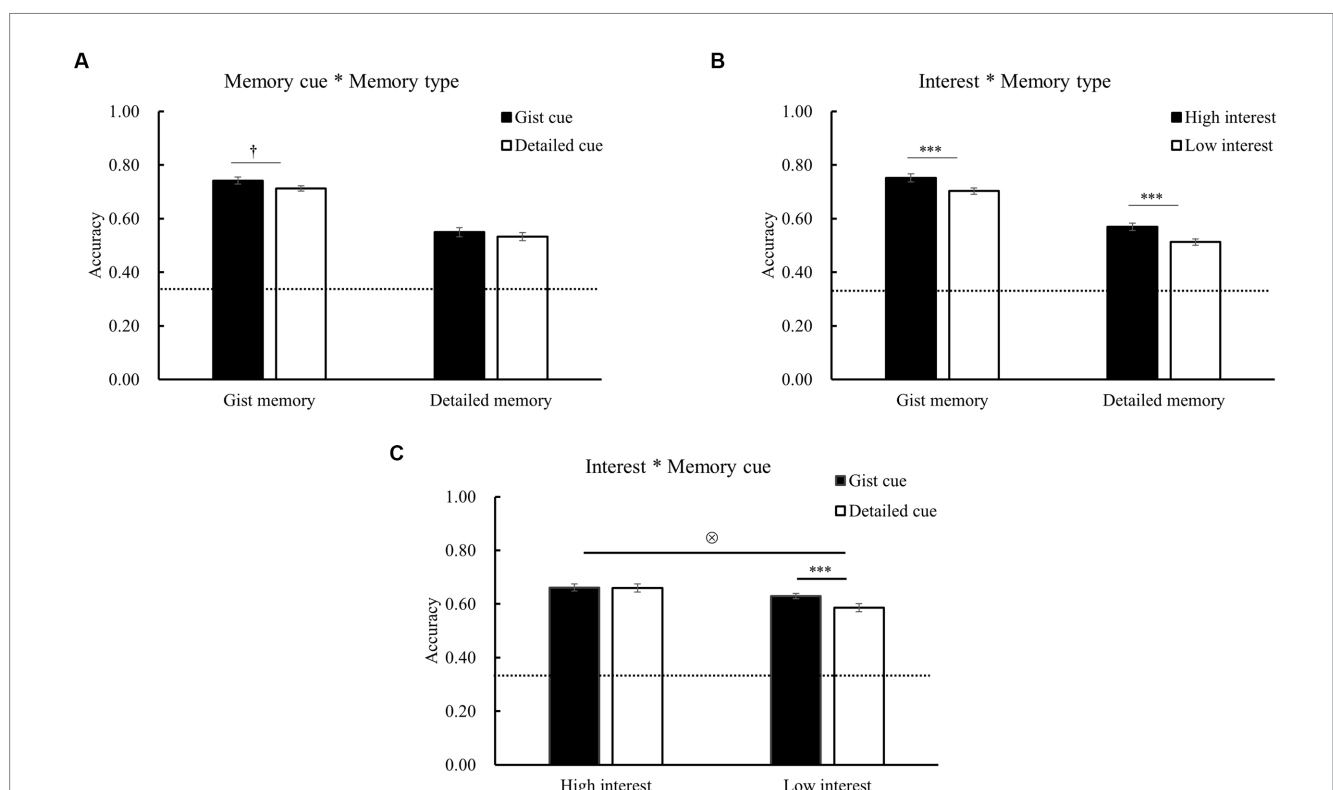 A
Memory cue * Memory type
Gist cue
Detailed cue
1.00
0.80
0.60
0.40
0.20
0.00
Accuracy
†
Gist memory
Detailed memory
B
Interest * Memory type
High interest
Low interest
1.00
0.80
0.60
0.40
0.20
0.00
Accuracy
***
***
Gist memory
Detailed memory
C
Interest * Memory cue
Gist cue
Detailed cue
1.00
0.80
0.60
0.40
0.20
0.00
Accuracy
⊗
***
High interest
Low interest